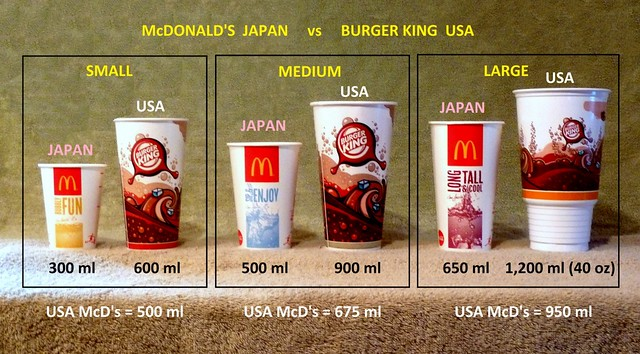 McDONALD'S JAPAN vs BURGER KING USA
SMALL
MEDIUM
LARGE
JAPAN
USA
JAPAN
USA
JAPAN
USA
FUN
BURGER KING
ENJOY
BURGER KING
LONG TALL & COOL
BURGER KING
300 ml
600 ml
500 ml
900 ml
650 ml
1,200 ml (40 oz)
USA McD's = 500 ml
USA McD's = 675 ml
USA McD's = 950 ml